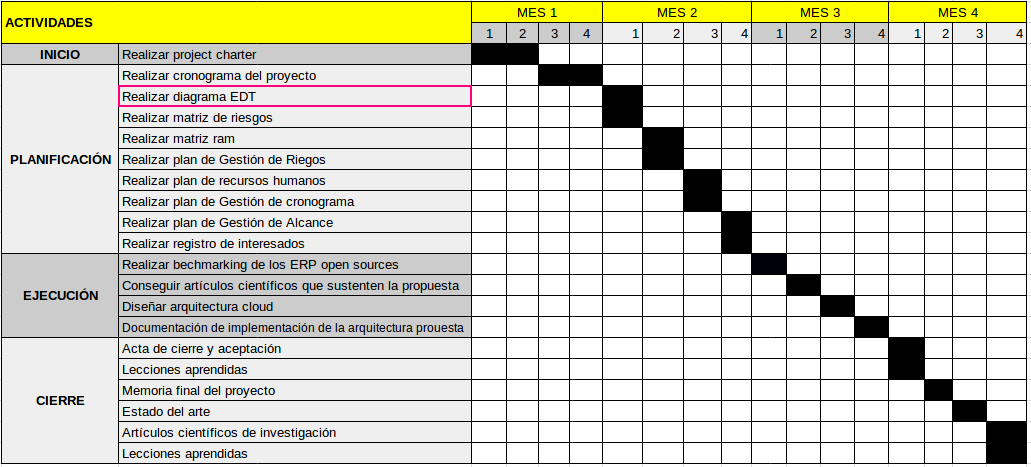 ACTIVIDADES MES 1 MES 2 MES 3 MES 4
1 2 3 4 1 2 3 4 1 2 3 4 1 2 3 4
INICIO Realizar project charter
PLANIFICACIÓN Realizar cronograma del proyecto
Realizar diagrama EDT
Realizar matriz de riesgos
Realizar matriz ram
Realizar plan de Gestión de Riegos
Realizar plan de recursos humanos
Realizar plan de Gestión de cronograma
Realizar plan de Gestión de Alcance
Realizar registro de interesados
EJECUCIÓN Realizar bechmarking de los ERP open sources
Conseguir artículos científicos que sustenten la propuesta
Diseñar arquitectura cloud
Documentación de implementación de la arquitectura prouesta
CIERRE Acta de cierre y aceptación
Lecciones aprendidas
Memoria final del proyecto
Estado del arte
Artículos científicos de investigación
Lecciones aprendidas